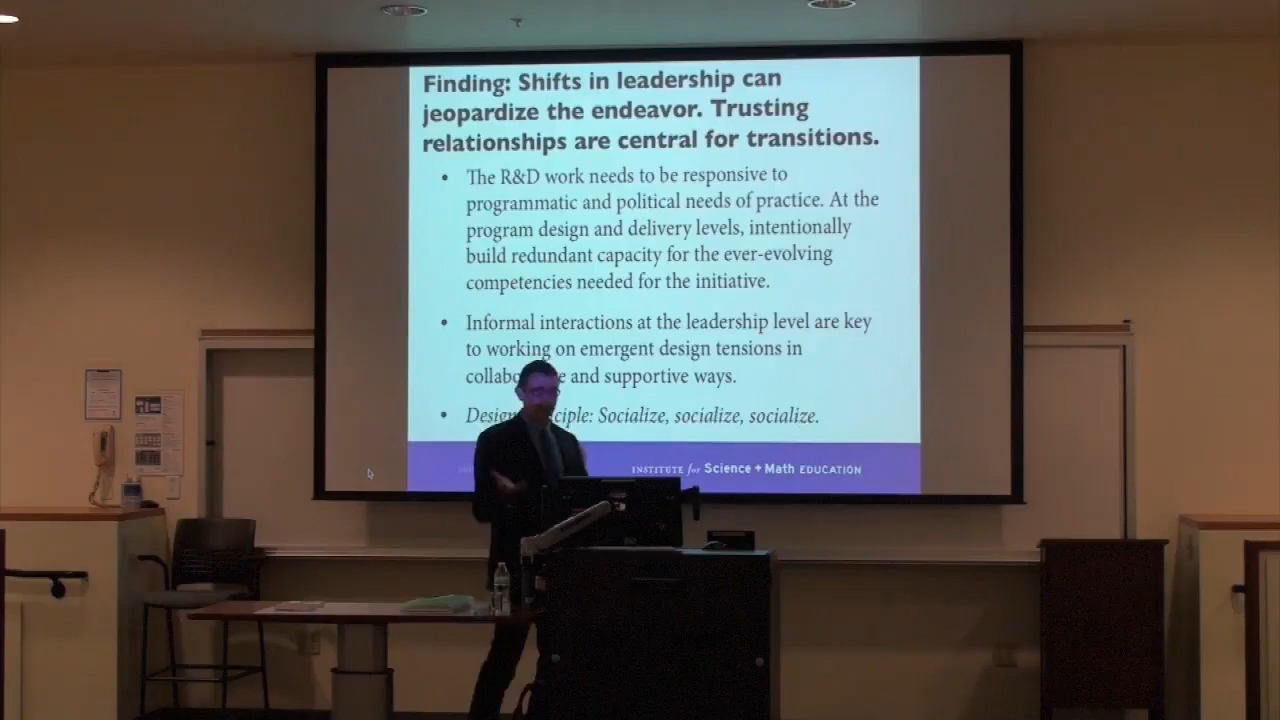 Finding: Shifts in leadership can
jeopardize the endeavor. Trusting
relationships are central for transitions.
• The R&D work needs to be responsive to
programmatic and political needs of practice. At the
program design and delivery levels, intentionally
build redundant capacity for the ever-evolving
competencies needed for the initiative.
• Informal interactions at the leadership level are key
to working on emergent design tensions in
and supportive ways.
• Socialize, socialize, socialize.
INSTITUTE for Science + Math EDUCATION